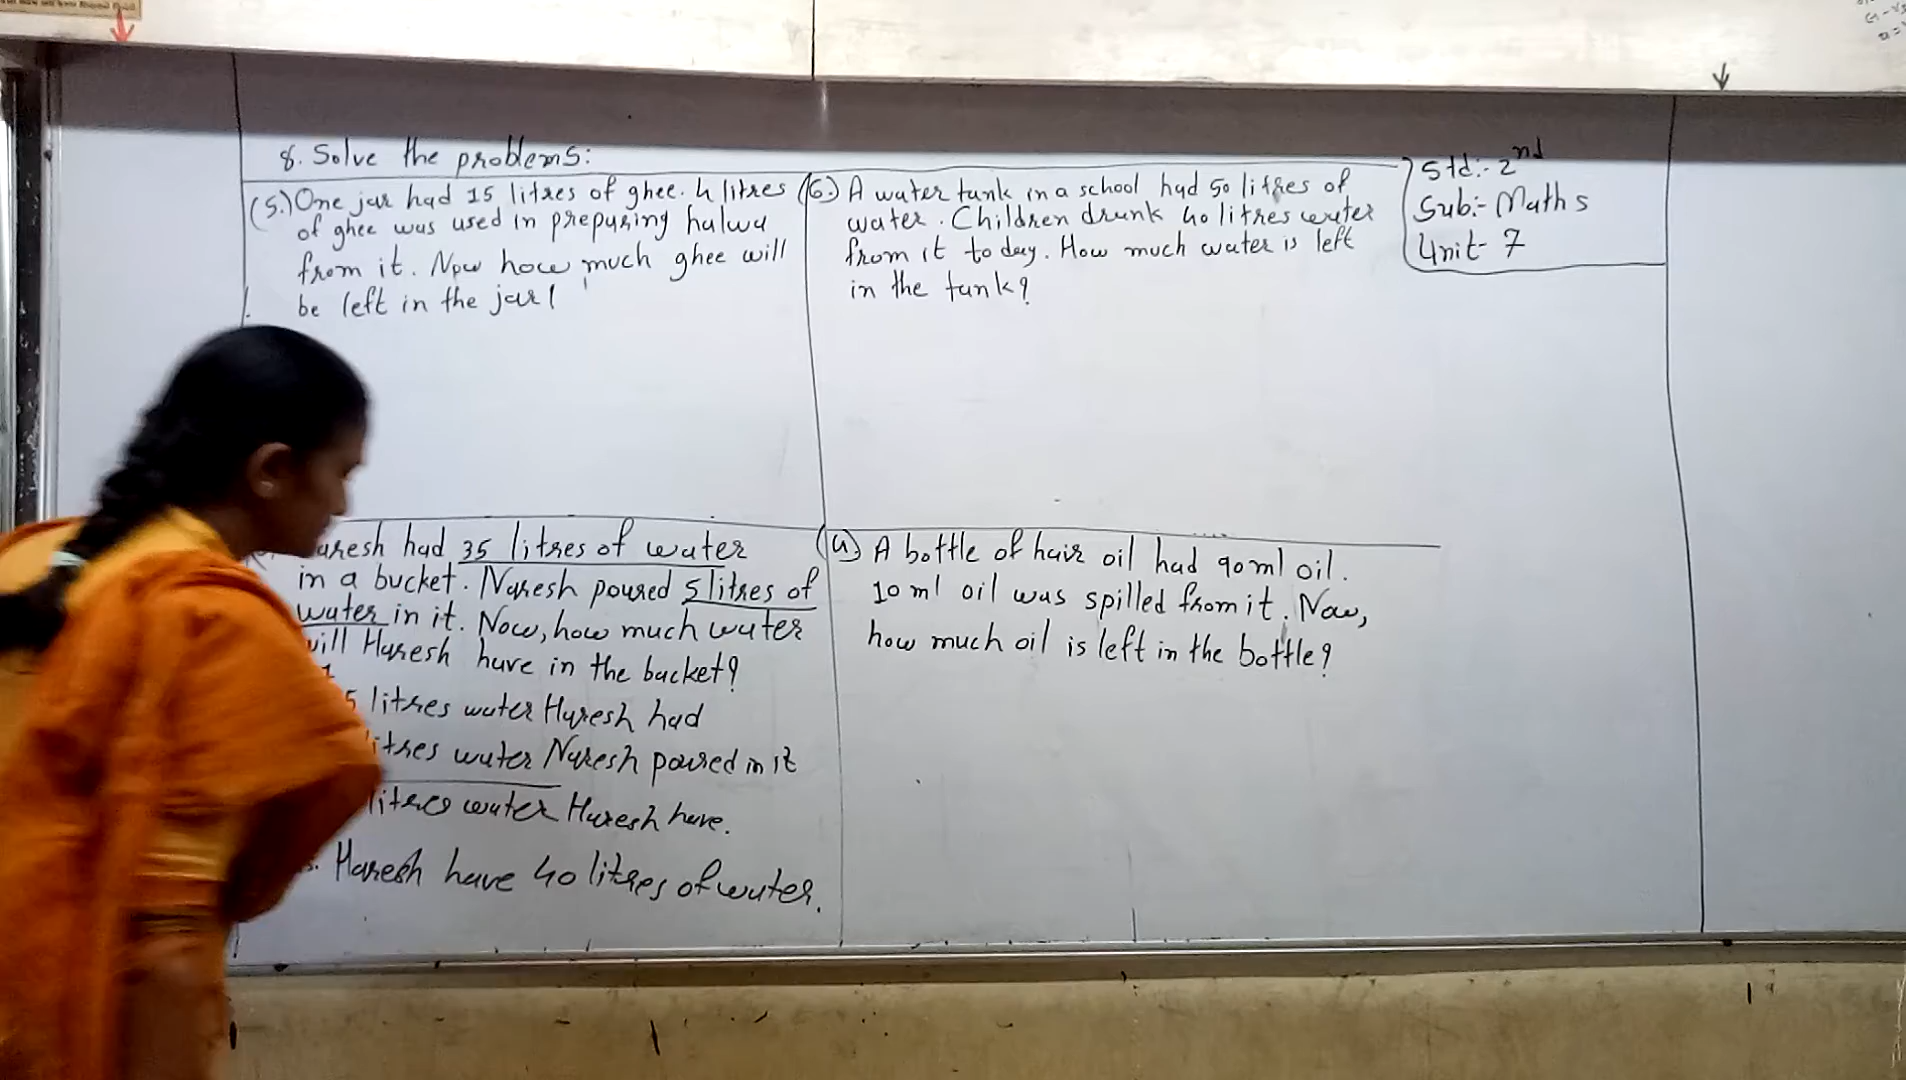 8. Solve the problems:
(5.) One jar had 15 litres of ghee. 4 litres
of ghee was used in preparing halwa
from it. Now how much ghee will
be left in the jar!
(6.) A water tank in a school had 50 litres of
water. Children drunk 40 litres water
from it to day. How much water is left
in the tank?
Std:- 2nd
Sub:- Maths
Unit- 7
aresh had 35 litres of water
in a bucket. Naresh poured 5 litres of
water in it. Now, how much water
will Haresh have in the bucket?
5 litres water Haresh had
litres water Naresh poured in it
litres water Haresh have.
Haresh have 40 litres of water.
(4) A bottle of hair oil had 90 ml oil.
10 ml oil was spilled from it. Now,
how much oil is left in the bottle?